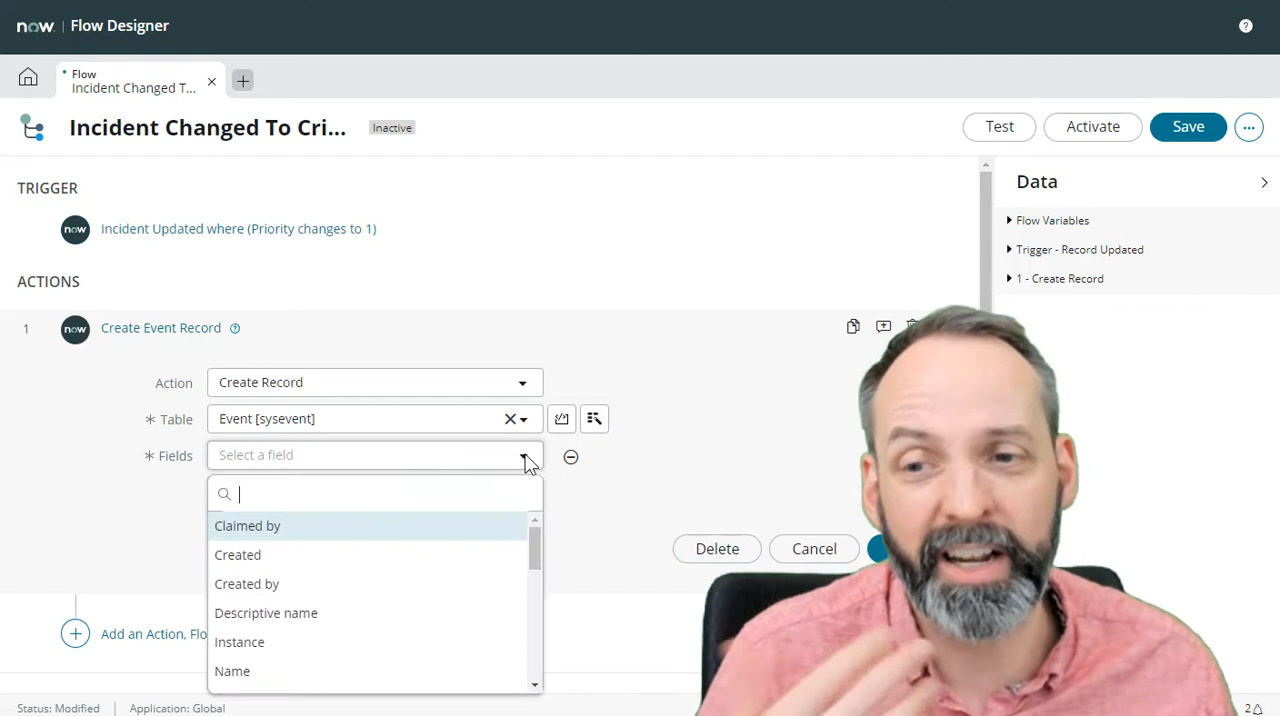 now | Flow Designer
Flow
Incident Changed T...
Incident Changed To Cri...
Inactive
Test
Activate
Save
TRIGGER
now
Incident Updated where (Priority changes to 1)
ACTIONS
1
now
Create Event Record
Action
Create Record
* Table
Event [sysevent]
* Fields
Select a field
Claimed by
Created
Created by
Descriptive name
Instance
Name
Delete
Cancel
Add an Action, Flo
Data
Flow Variables
Trigger - Record Updated
1 - Create Record
Status: Modified
Application: Global
2